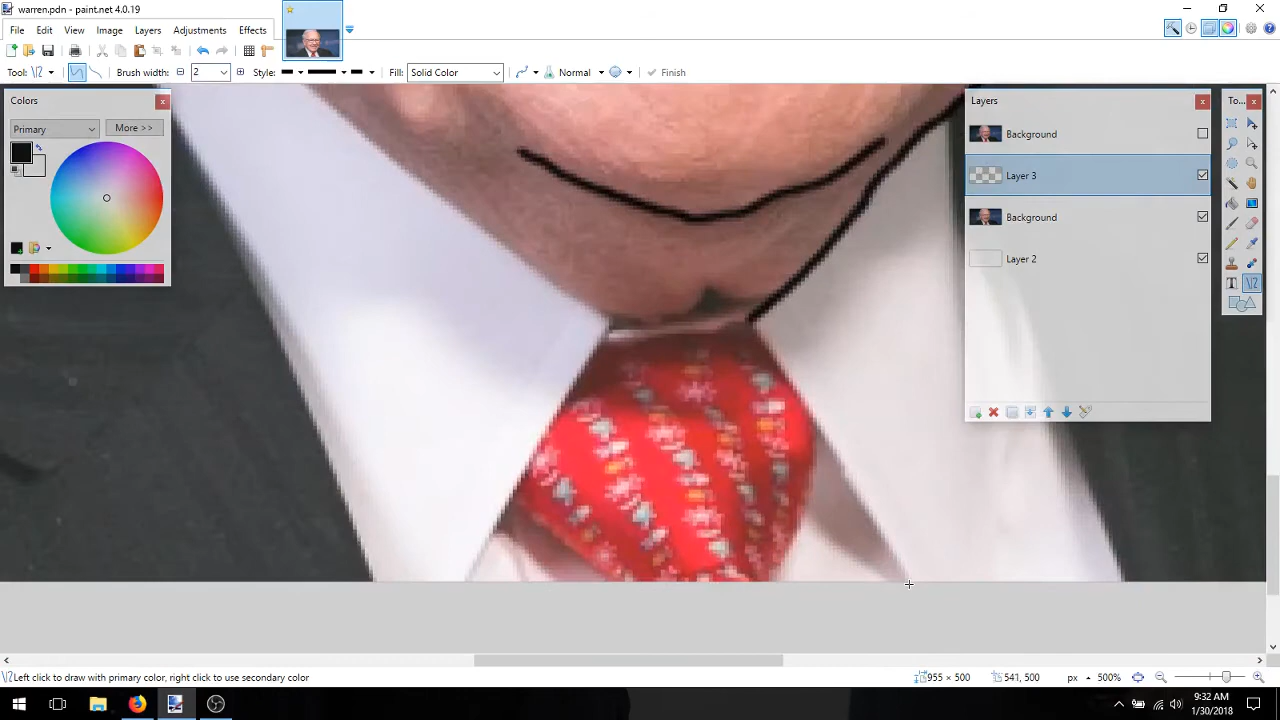 warren.pdn - paint.net 4.0.19
File Edit View Image Layers Adjustments Effects
Tool: Brush width: 2 Style: Fill: Solid Color Normal Finish
Colors
Primary More >>
Layers
Background
Layer 3
Background
Layer 2
To...
Left click to draw with primary color, right click to use secondary color
955 × 500 541, 500 px 500%
9:32 AM
1/30/2018